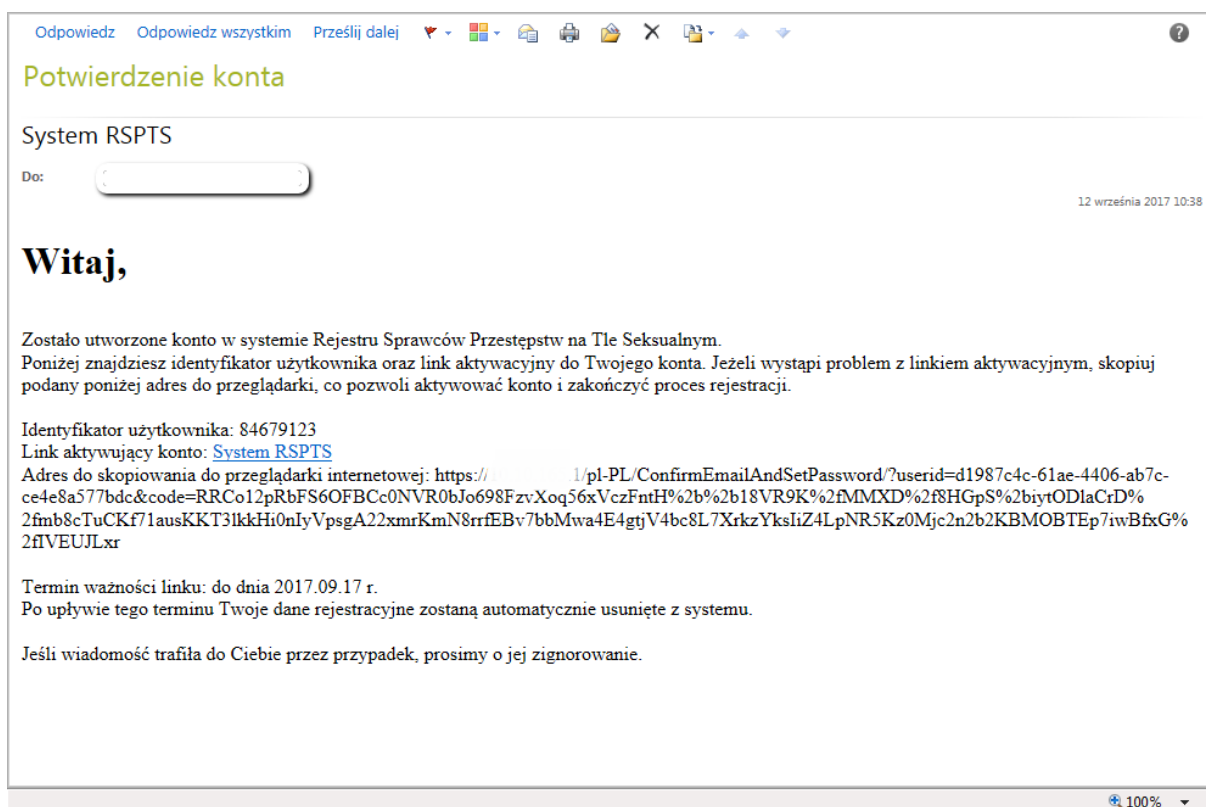 Odpowiedz Odpowiedz wszystkim Prześlij dalej
Potwierdzenie konta
System RSPTS
Do:
12 września 2017 10:38
Witaj,
Zostało utworzone konto w systemie Rejestru Sprawców Przestępstw na Tle Seksualnym.
Poniżej znajdziesz identyfikator użytkownika oraz link aktywacyjny do Twojego konta. Jeżeli wystąpi problem z linkiem aktywacyjnym, skopiuj
podany poniżej adres do przeglądarki, co pozwoli aktywować konto i zakończyć proces rejestracji.
Identyfikator użytkownika: 84679123
Link aktywujący konto: System RSPTS
Adres do skopiowania do przeglądarki internetowej: https:// 1/pl-PL/ConfirmEmailAndSetPassword/?userid=d1987c4c-61ae-4406-ab7c-
ce4e8a577bdc&code=RRCo12pRbFS6OFBCc0NVR0bJo698FzvXoq56xVczFntH%2b%2b18VR9K%2fMMXD%2f8HGpS%2biytODlaCrD%
2fmb8cTuCKf71ausKKT3lkkHi0nIyVpsgA22xmrKmN8rrfEBv7bbMwa4E4gtjV4bc8L7XrkzYksIiZ4LpNR5Kz0Mjc2n2b2KBMOBTEp7iwBfxG%
2fIVEUJLxr
Termin ważności linku: do dnia 2017.09.17 r.
Po upływie tego terminu Twoje dane rejestracyjne zostaną automatycznie usunięte z systemu.
Jeśli wiadomość trafiła do Ciebie przez przypadek, prosimy o jej zignorowanie.
100%